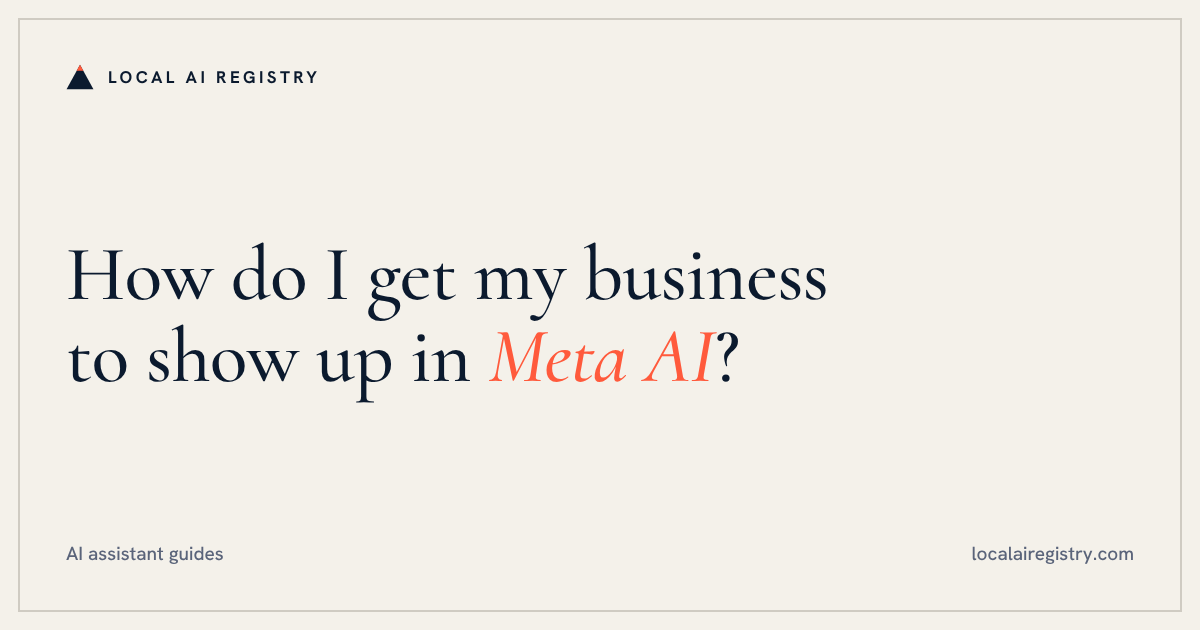 LOCAL AI REGISTRY
How do I get my business
to show up in Meta AI?
AI assistant guides
localairegistry.com